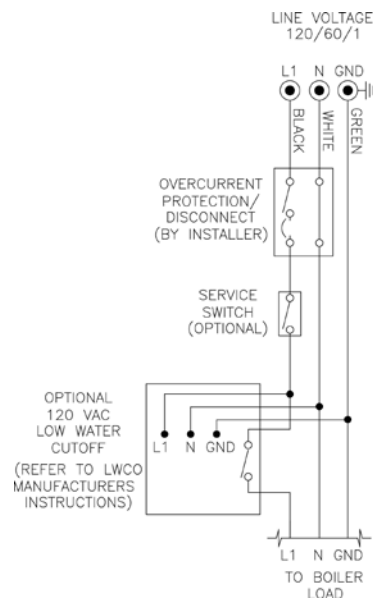 LINE VOLTAGE
120/60/1
L1 N GND
BLACK
WHITE
GREEN
OVERCURRENT
PROTECTION/
DISCONNECT
(BY INSTALLER)
SERVICE
SWITCH
(OPTIONAL)
OPTIONAL
120 VAC
LOW WATER
CUTOFF
(REFER TO LWCO
MANUFACTURERS
INSTRUCTIONS)
L1 N GND
L1 N GND
TO BOILER
LOAD